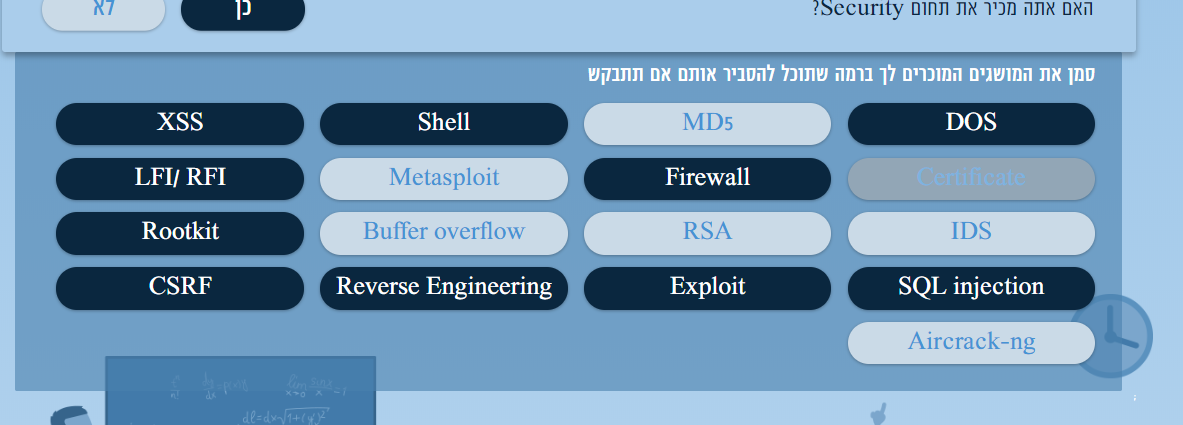 האם אתה מכיר את תחום Security?
כן
לא
סמן את המושגים המוכרים לך ברמה שתוכל להסביר אותם אם תתבקש
DOS
MD5
Shell
XSS
Certificate
Firewall
Metasploit
LFI/ RFI
IDS
RSA
Buffer overflow
Rootkit
SQL injection
Exploit
Reverse Engineering
CSRF
Aircrack-ng